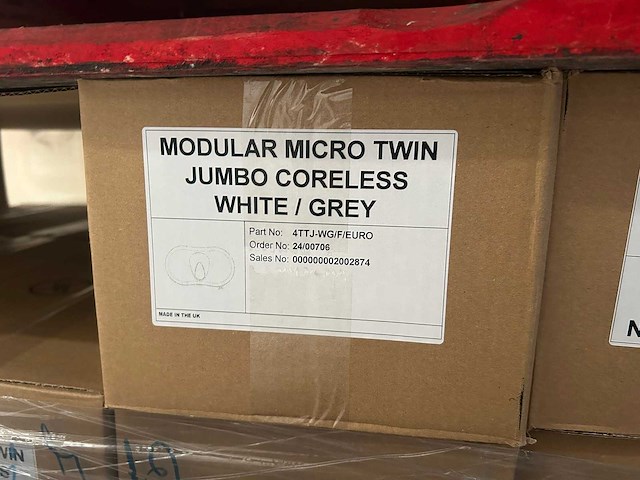 MODULAR MICRO TWIN
JUMBO CORELESS
WHITE / GREY
Part No: 4TTJ-WG/F/EURO
Order No: 24/00706
Sales No: 000000002002874
MADE IN THE UK
N